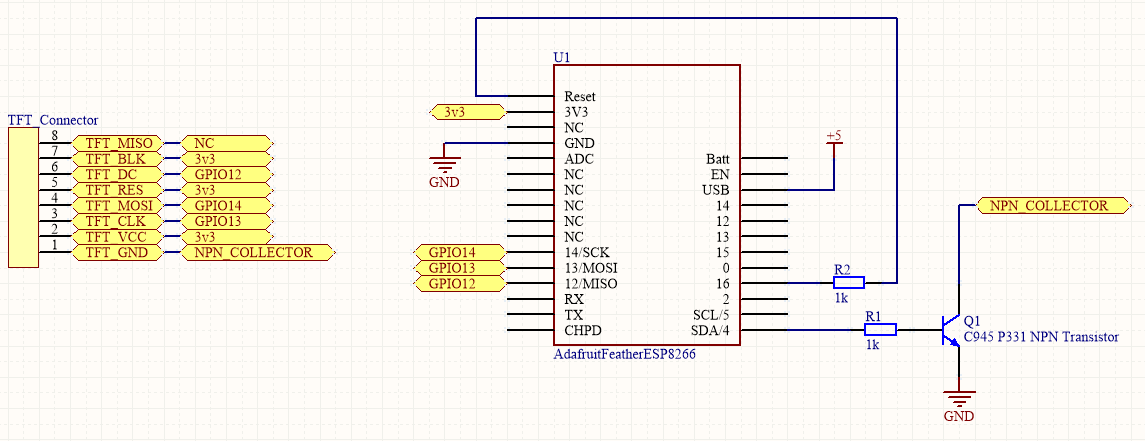 TFT_Connector
8 TFT_MISO NC
7 TFT_BLK 3v3
6 TFT_DC GPIO12
5 TFT_RES 3v3
4 TFT_MOSI GPIO14
3 TFT_CLK GPIO13
2 TFT_VCC 3v3
1 TFT_GND NPN_COLLECTOR
3v3
GND
GPIO14
GPIO13
GPIO12
U1
Reset
3V3
NC
GND
ADC
NC
NC
NC
NC
NC
14/SCK
13/MOSI
12/MISO
RX
TX
CHPD
Batt
EN
USB
14
12
13
15
0
16
2
SCL/5
SDA/4
AdafruitFeatherESP8266
+5
R2
1k
R1
1k
NPN_COLLECTOR
Q1
C945 P331 NPN Transistor
GND